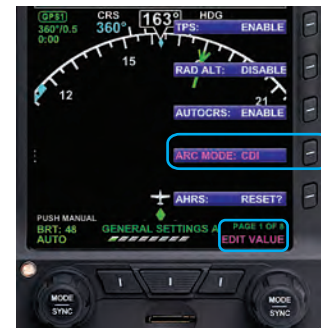 GPS1 CRS 163° HDG
360°/0.5 360° TPS: ENABLE
0:00
15
RAD ALT: DISABLE
12 21
AUTOCRS: ENABLE
ARC MODE: CDI
AHRS: RESET?
PUSH MANUAL
BRT: 48 GENERAL SETTINGS A PAGE 1 OF 8
AUTO EDIT VALUE
MODE MODE
SYNC SYNC